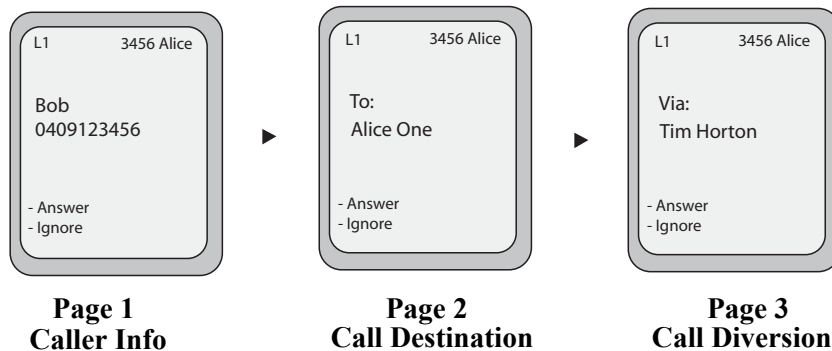 L1 3456 Alice
Bob
0409123456
- Answer
- Ignore
Page 1
Caller Info
L1 3456 Alice
To:
Alice One
- Answer
- Ignore
Page 2
Call Destination
L1 3456 Alice
Via:
Tim Horton
- Answer
- Ignore
Page 3
Call Diversion